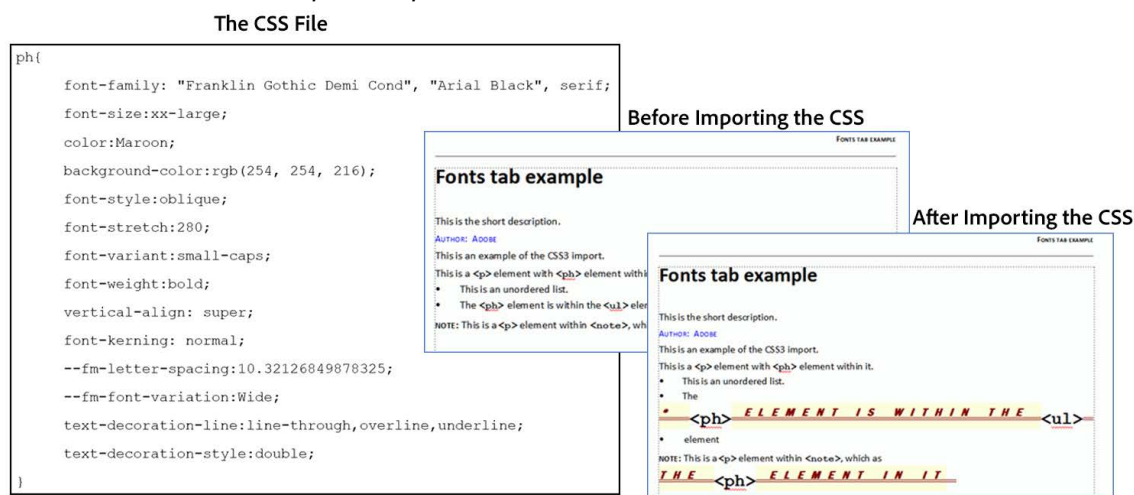 The CSS File
ph{
font-family: "Franklin Gothic Demi Cond", "Arial Black", serif;
font-size:xx-large;
color:Maroon;
background-color:rgb(254, 254, 216);
font-style:oblique;
font-stretch:280;
font-variant:small-caps;
font-weight:bold;
vertical-align: super;
font-kerning: normal;
--fm-letter-spacing:10.32126849878325;
--fm-font-variation:Wide;
text-decoration-line:line-through,overline,underline;
text-decoration-style:double;
}
Before Importing the CSS
FONTS TAB EXAMPLE
Fonts tab example
This is the short description.
AUTHOR: ADOBE
This is an example of the CSS3 import.
This is a <p> element with <ph> element withi
• This is an unordered list.
• The <ph> element is within the <ul> eler
NOTE: This is a <p> element within <note>, wh
After Importing the CSS
FONTS TAB EXAMPLE
Fonts tab example
This is the short description.
AUTHOR: ADOBE
This is an example of the CSS3 import.
This is a <p> element with <ph> element within it.
• This is an unordered list.
• The
• <ph> ELEMENT IS WITHIN THE <ul>
• element
NOTE: This is a <p> element within <note>, which as
THE <ph> ELEMENT IN IT